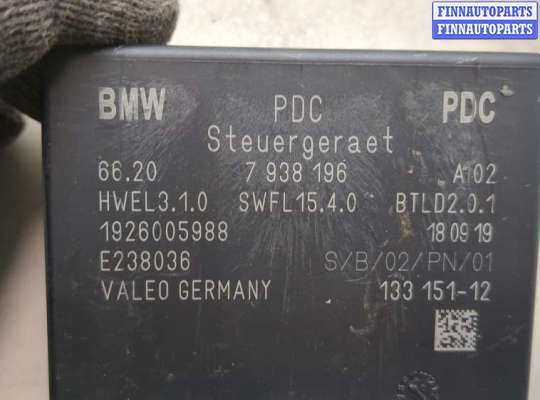 FINNAUTOPARTS
FINNAUTOPARTS
BMW PDC PDC
Steuergeraet
66.20 7 938 196 A02
HWEL3.1.0 SWFL15.4.0 BTLD2.0.1
1926005988 18 09 19
E238036 S/B/02/PN/01
VALEO GERMANY 133 151-12